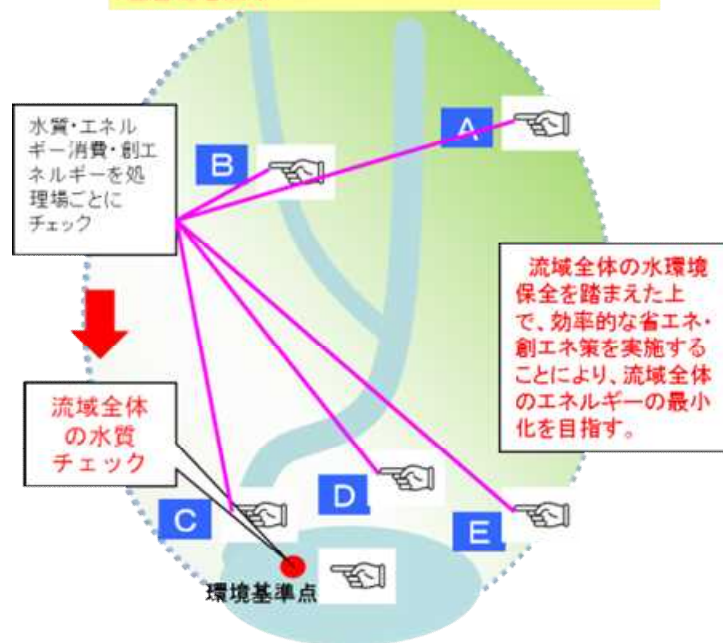 水質・エネル
ギー消費・創エ
ネルギーを処
理場ごとに
チェック
A
B
流域全体の水環境
保全を踏まえた上
で、効率的な省エネ・
創エネ策を実施する
ことにより、流域全体
のエネルギーの最小
化を目指す。
流域全体
の水質
チェック
C
D
E
環境基準点